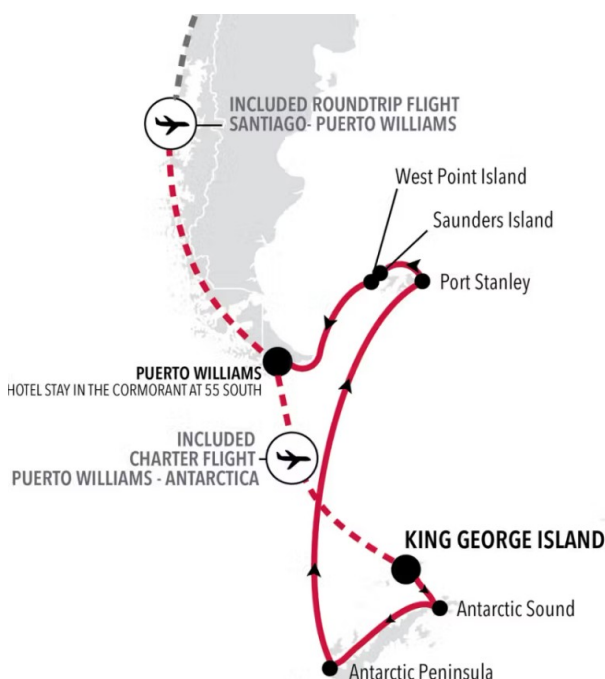 INCLUDED ROUNDTRIP FLIGHT
SANTIAGO- PUERTO WILLIAMS
West Point Island
Saunders Island
Port Stanley
PUERTO WILLIAMS
HOTEL STAY IN THE CORMORANT AT 55 SOUTH
INCLUDED
CHARTER FLIGHT
PUERTO WILLIAMS - ANTARCTICA
KING GEORGE ISLAND
Antarctic Sound
Antarctic Peninsula